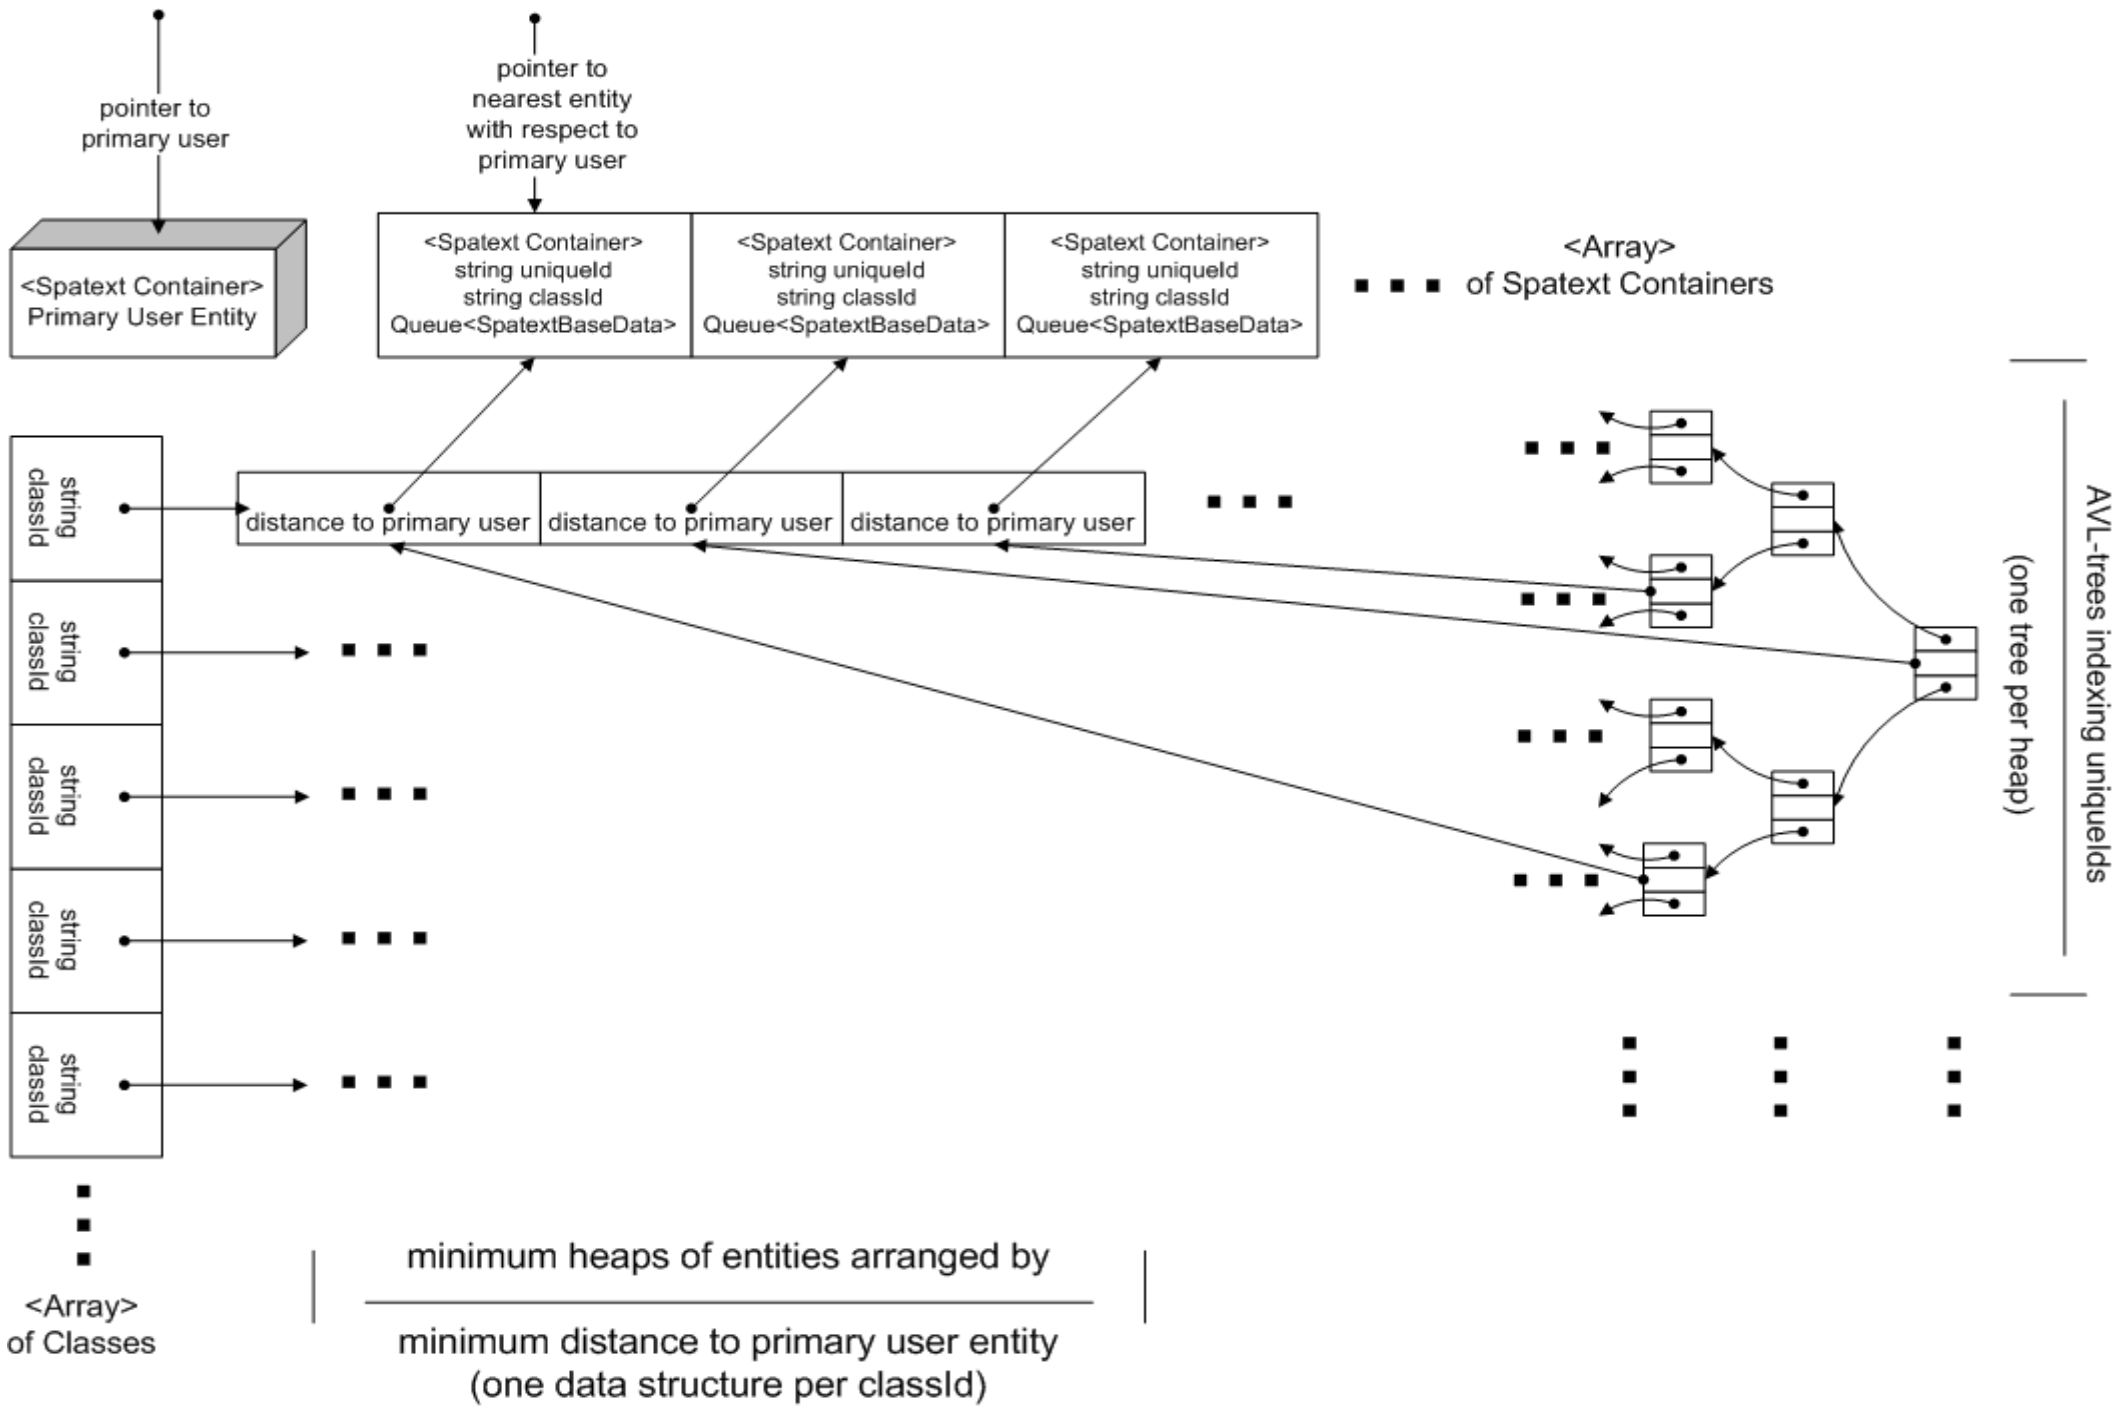 pointer to
primary user
pointer to
nearest entity
with respect to
primary user
<Spatext Container>
Primary User Entity
<Spatext Container>
string uniqueId
string classId
Queue<SpatextBaseData>
<Spatext Container>
string uniqueId
string classId
Queue<SpatextBaseData>
<Spatext Container>
string uniqueId
string classId
Queue<SpatextBaseData>
<Array>
of Spatext Containers
string
classId
distance to primary user
distance to primary user
distance to primary user
string
classId
string
classId
string
classId
string
classId
AVL-trees indexing uniqueIds
(one tree per heap)
<Array>
of Classes
minimum heaps of entities arranged by
minimum distance to primary user entity
(one data structure per classId)